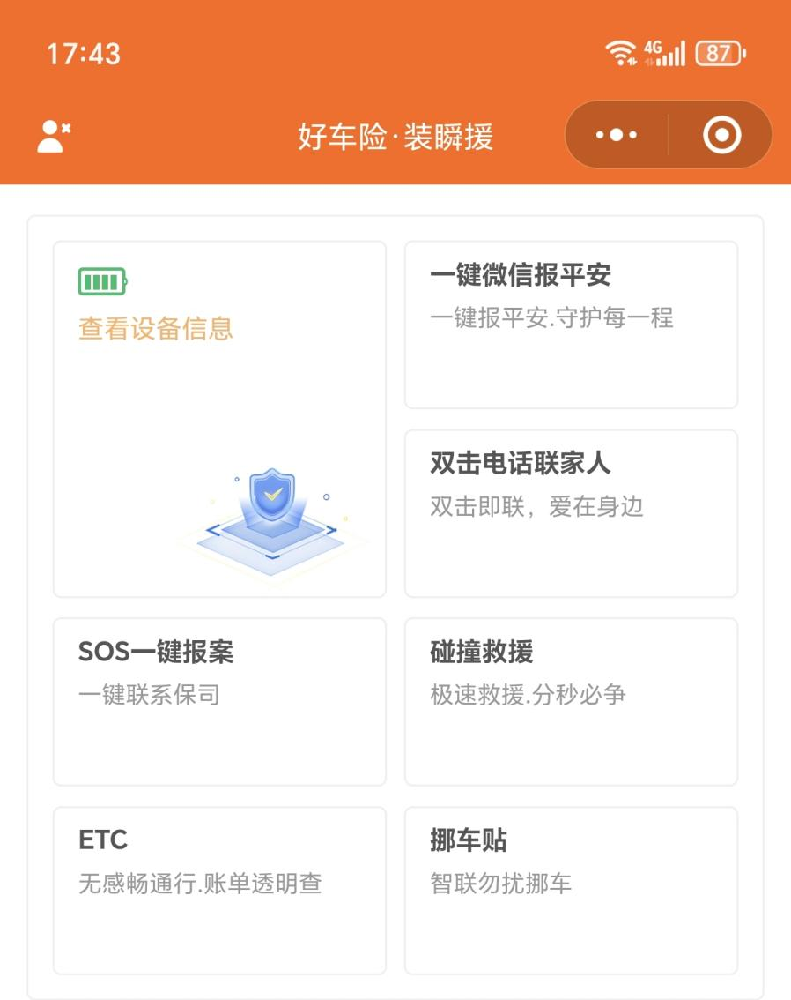 17:43
4G
87
好车险·装瞬援
查看设备信息
一键微信报平安
一键报平安.守护每一程
双击电话联家人
双击即联，爱在身边
SOS一键报案
一键联系保司
碰撞救援
极速救援.分秒必争
ETC
无感畅通行.账单透明查
挪车贴
智联勿扰挪车